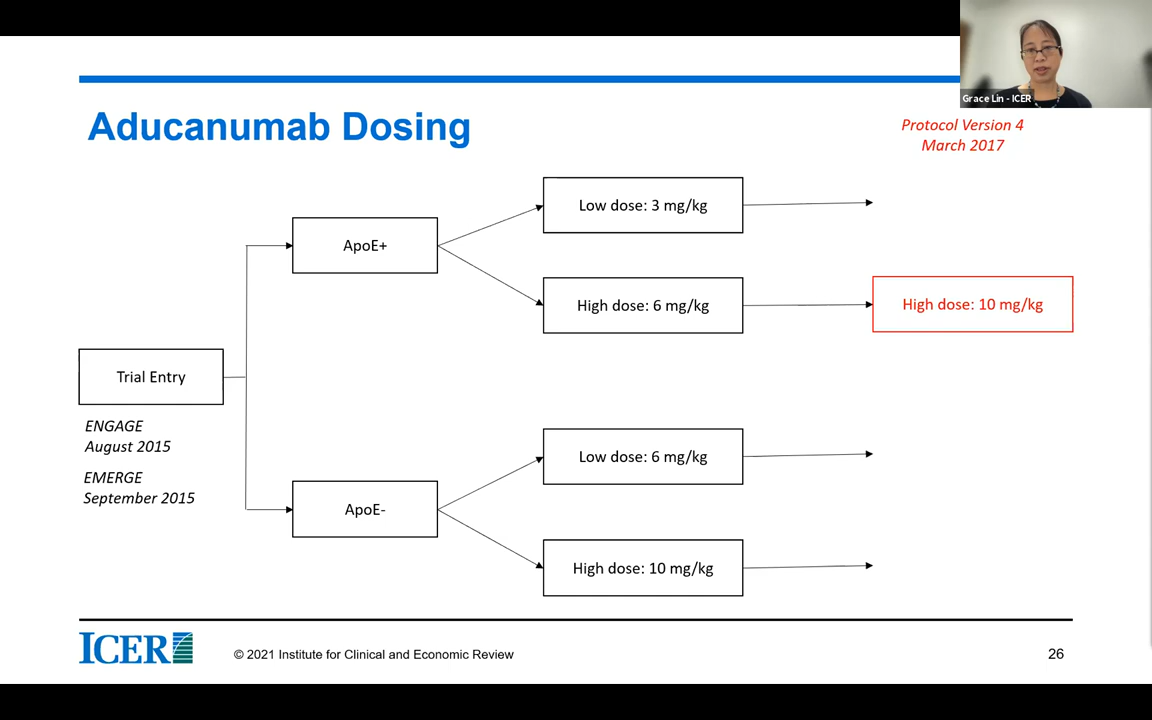 Grace Lin - ICER
Aducanumab Dosing
Protocol Version 4
March 2017
Low dose: 3 mg/kg
ApoE+
High dose: 6 mg/kg
High dose: 10 mg/kg
Trial Entry
ENGAGE
August 2015
EMERGE
September 2015
Low dose: 6 mg/kg
ApoE-
High dose: 10 mg/kg
ICER
© 2021 Institute for Clinical and Economic Review
26